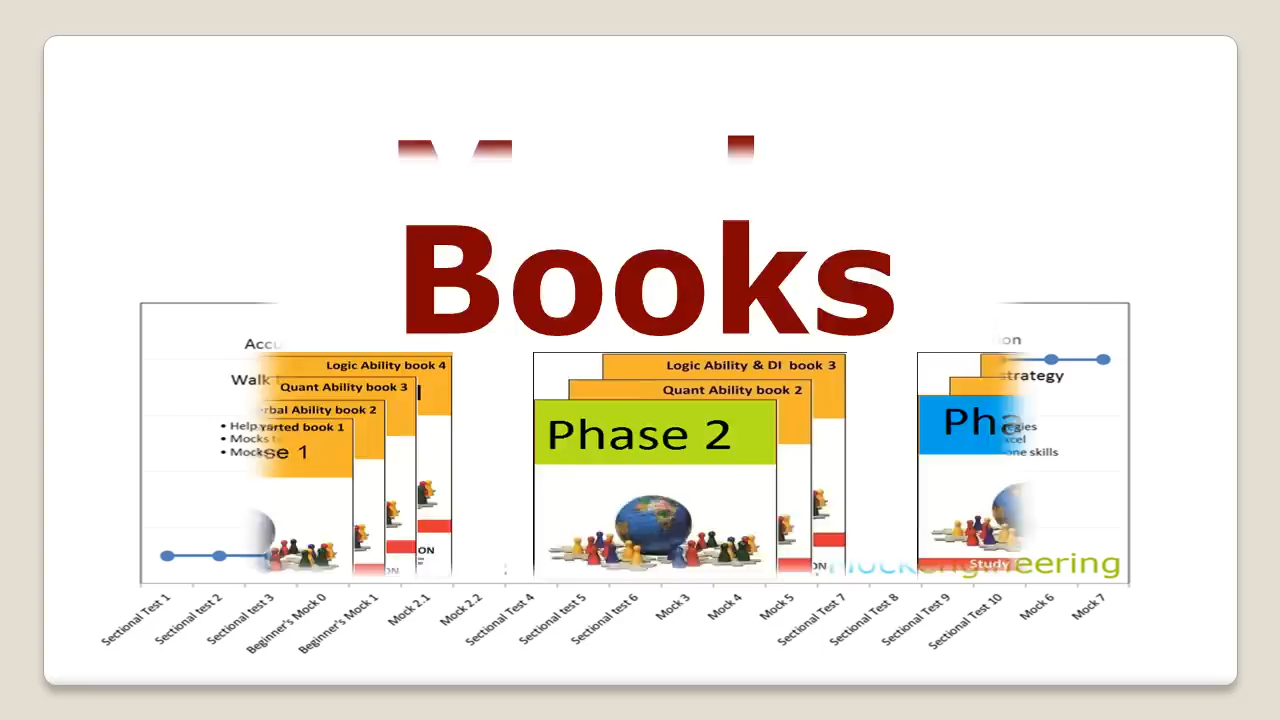 Books
Logic Ability book 4
Quant Ability book 3
Verbal Ability book 2
book 1
Walk
• Help
• Mocks
• Mock
Logic Ability & DI book 3
Quant Ability book 2
Phase 2
strategy
skills
Study
Sectional Test 1
Sectional test 2
Sectional test 3
Beginner's Mock 0
Beginner's Mock 1
Mock 2.1
Mock 2.2
Sectional Test 4
Sectional test 5
Sectional test 6
Mock 3
Mock 4
Mock 5
Sectional Test 7
Sectional Test 8
Sectional Test 9
Sectional Test 10
Mock 6
Mock 7